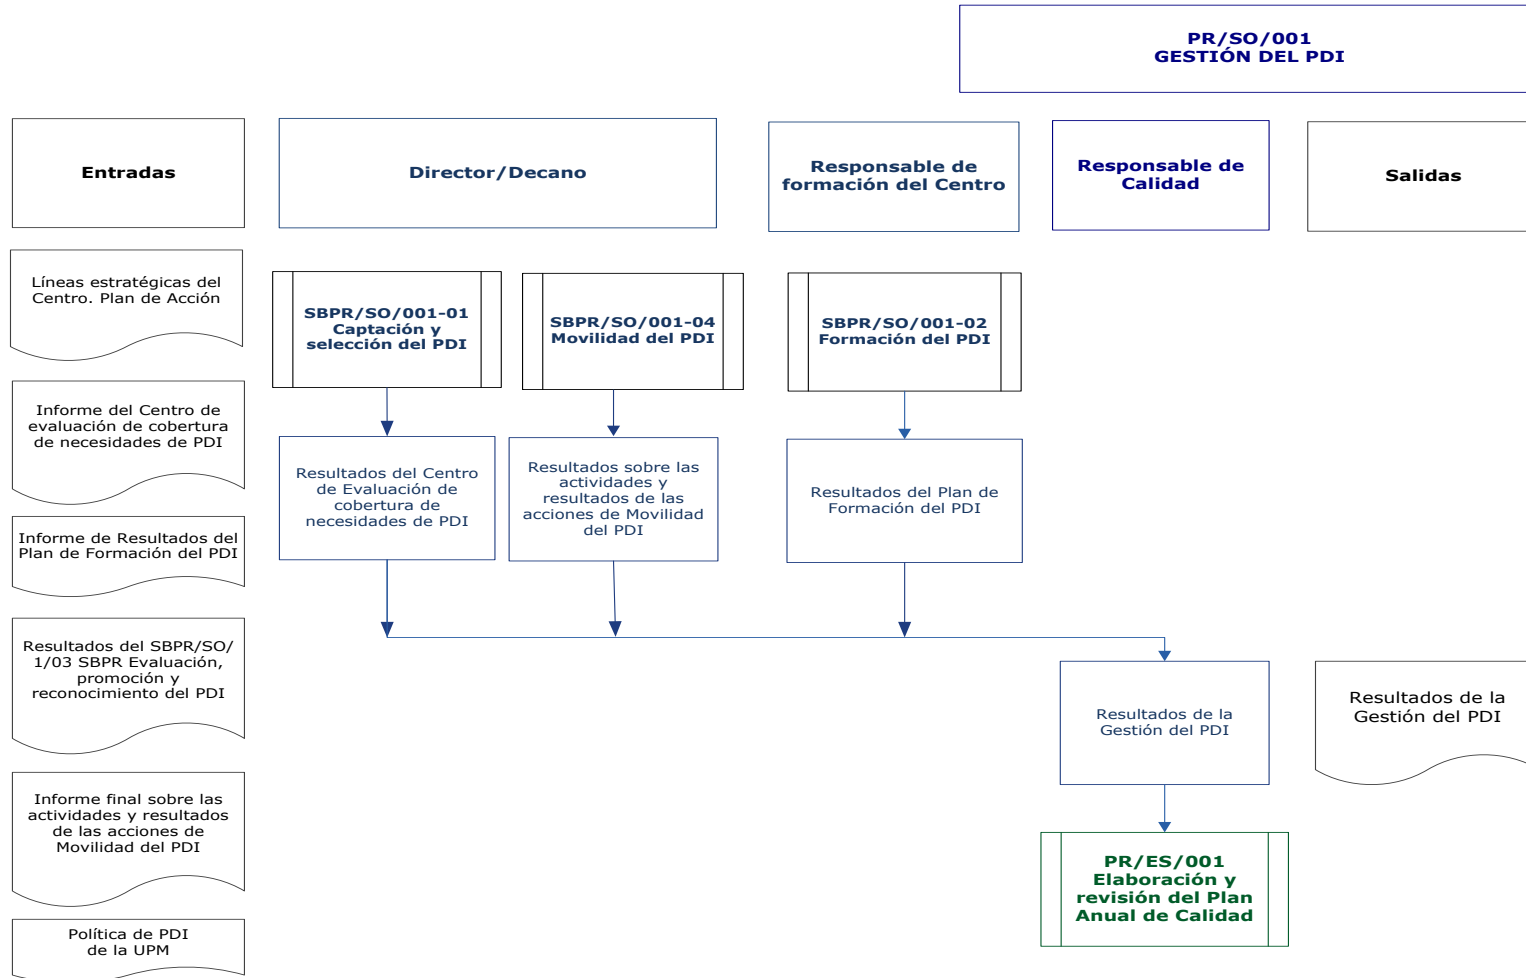 PR/SO/001
GESTIÓN DEL PDI
Entradas
Director/Decano
Responsable de
formación del Centro
Responsable de
Calidad
Salidas
Líneas estratégicas del
Centro. Plan de Acción
SBPR/SO/001-01
Captación y
selección del PDI
SBPR/SO/001-04
Movilidad del PDI
SBPR/SO/001-02
Formación del PDI
Informe del Centro de
evaluación de cobertura
de necesidades de PDI
Resultados del Centro
de Evaluación de
cobertura de
necesidades de PDI
Resultados sobre las
actividades y
resultados de las
acciones de Movilidad
del PDI
Resultados del Plan de
Formación del PDI
Informe de Resultados del
Plan de Formación del PDI
Resultados del SBPR/SO/
1/03 SBPR Evaluación,
promoción y
reconocimiento del PDI
Resultados de la
Gestión del PDI
Resultados de la
Gestión del PDI
Informe final sobre las
actividades y resultados
de las acciones de
Movilidad del PDI
PR/ES/001
Elaboración y
revisión del Plan
Anual de Calidad
Política de PDI
de la UPM